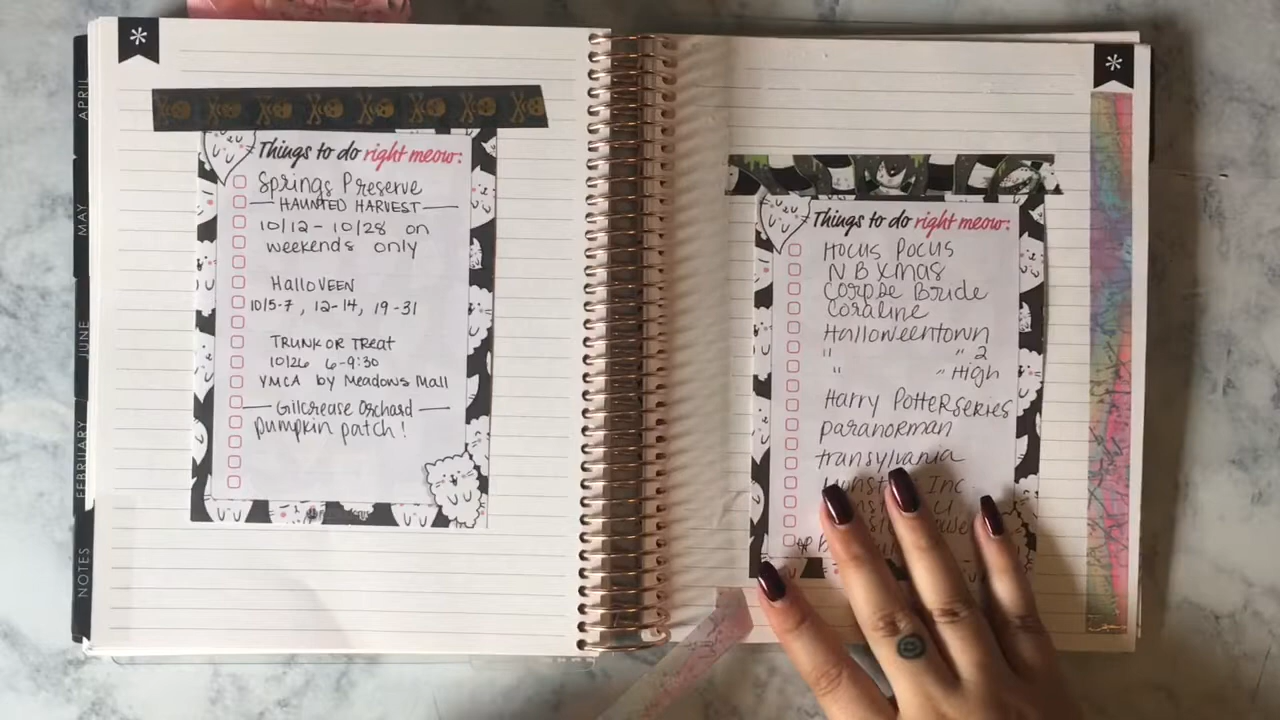 APRIL
MAY
JUNE
FEBRUARY
NOTES
*
Things to do right meow:
Springs Preserve
HAUNTED HARVEST
10/12 - 10/28 on
weekends only
HalloVEEN
10/5-7, 12-14, 19-31
TRUNK OR TREAT
10/26 6-9:30
YMCA by Meadows Mall
Gilcrease Orchard
Pumpkin patch!
*
Things to do right meow:
HOCUS POCUS
N B Xmas
Corpse Bride
Coraline
Halloweentown
" " 2
" " High
Harry Potter series
paranorman
transylvania
Inc
U